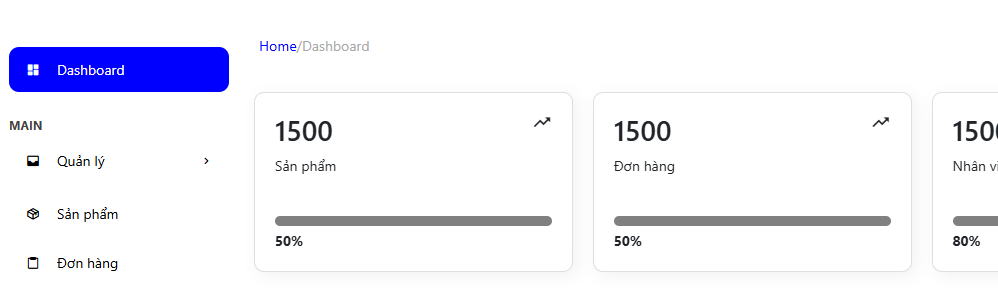 Dashboard
MAIN
Quản lý
Sản phẩm
Đơn hàng
Home/Dashboard
1500
Sản phẩm
50%
1500
Đơn hàng
50%
Nhân
80%